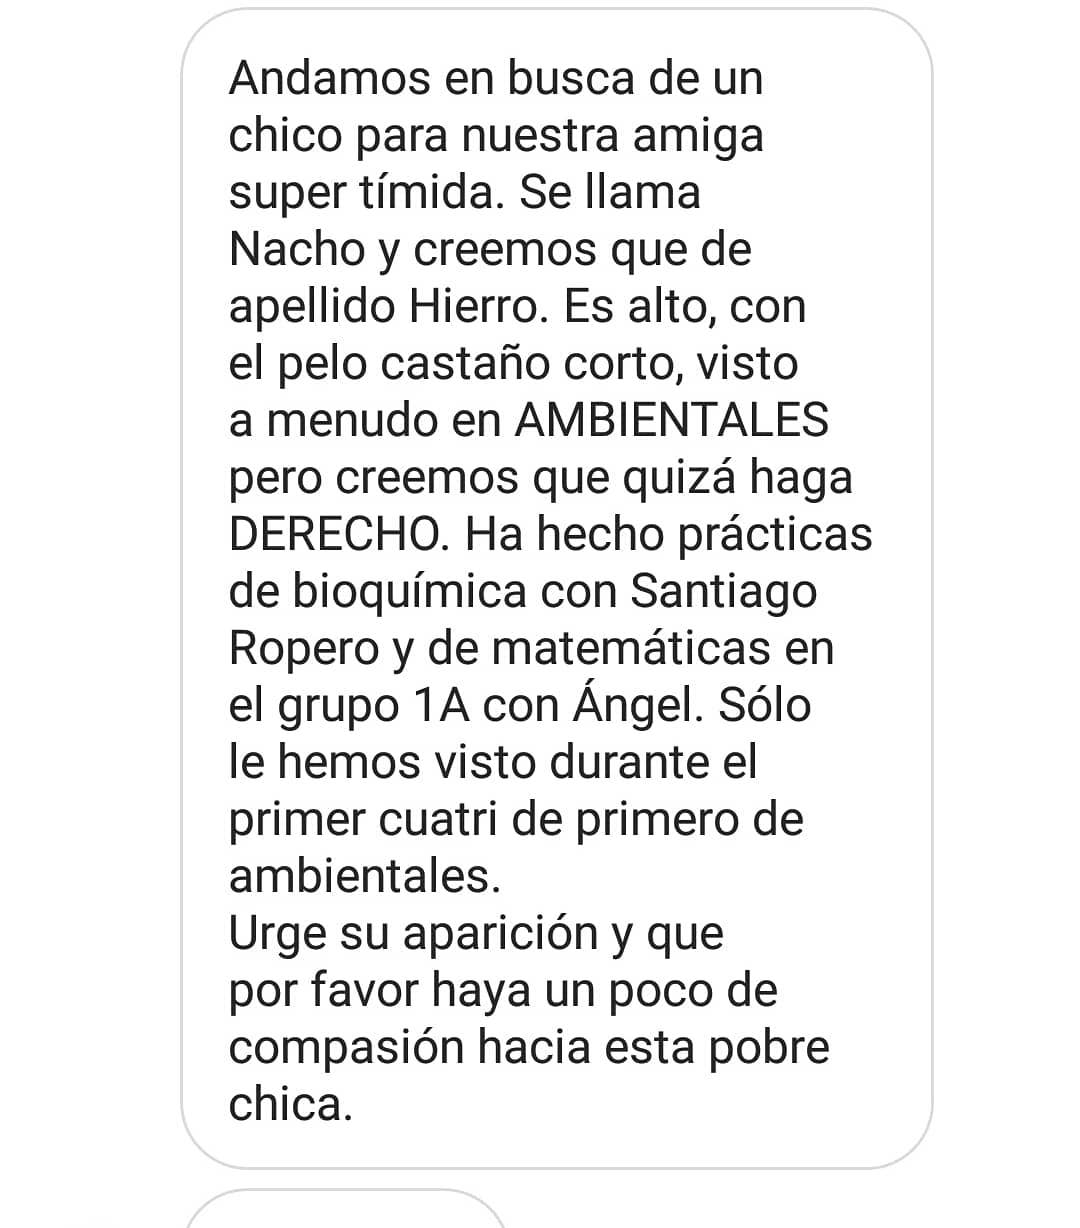 Andamos en busca de un
chico para nuestra amiga
super tímida. Se llama
Nacho y creemos que de
apellido Hierro. Es alto, con
el pelo castaño corto, visto
a menudo en AMBIENTALES
pero creemos que quizá haga
DERECHO. Ha hecho prácticas
de bioquímica con Santiago
Ropero y de matemáticas en
el grupo 1A con Ángel. Sólo
le hemos visto durante el
primer cuatri de primero de
ambientales.
Urge su aparición y que
por favor haya un poco de
compasión hacia esta pobre
chica.